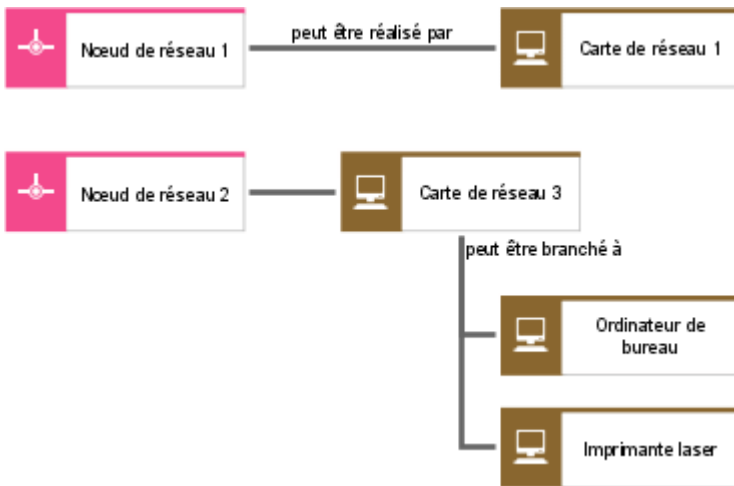 Nœud de réseau 1
peut être réalisé par
Carte de réseau 1
Nœud de réseau 2
Carte de réseau 3
peut être branché à
Ordinateur de
bureau
Imprimante laser